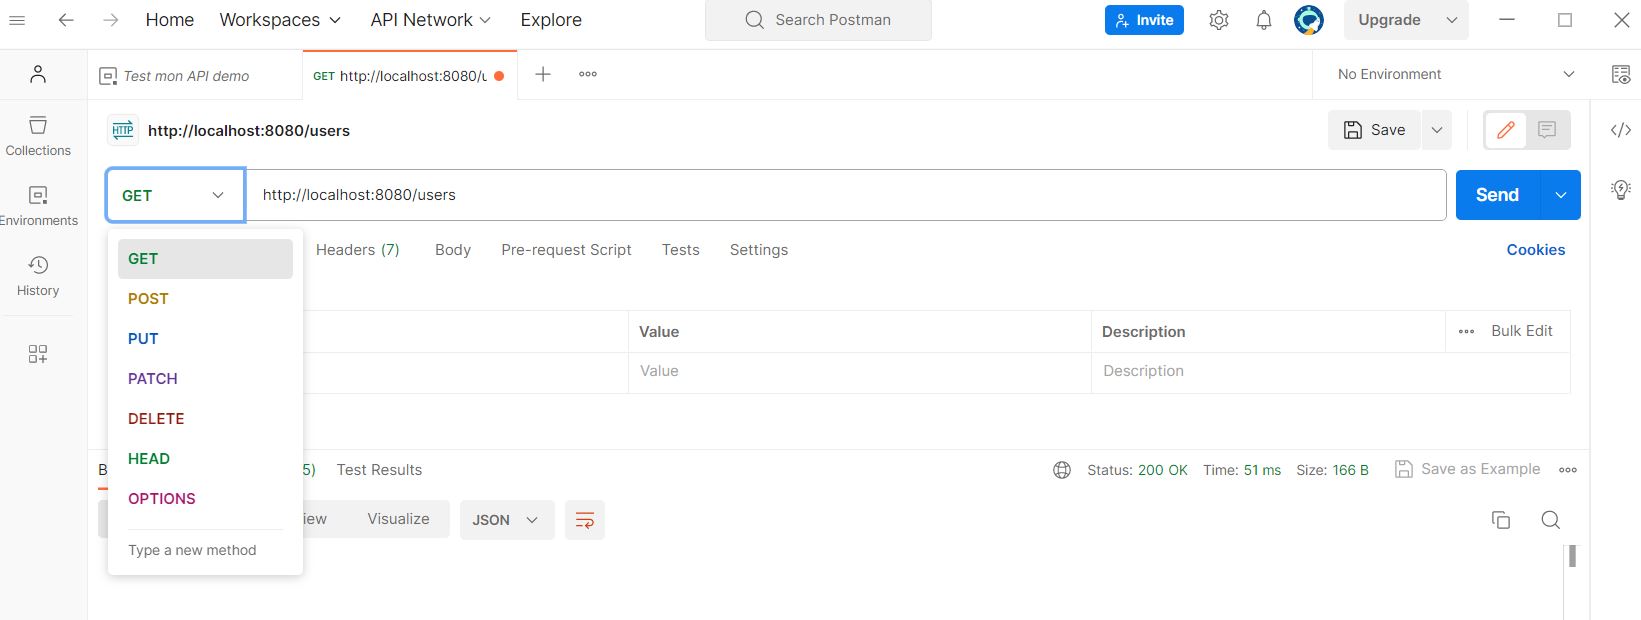 Home Workspaces API Network Explore Search Postman Invite Upgrade
Test mon API demo GET http://localhost:8080/u No Environment
HTTP http://localhost:8080/users Save
Collections
GET http://localhost:8080/users Send
Environments
GET Headers (7) Body Pre-request Script Tests Settings Cookies
History
POST
PUT Value Description Bulk Edit
PATCH Value Description
DELETE
HEAD 5) Test Results Status: 200 OK Time: 51 ms Size: 166 B Save as Example
OPTIONS
Visualize JSON
Type a new method